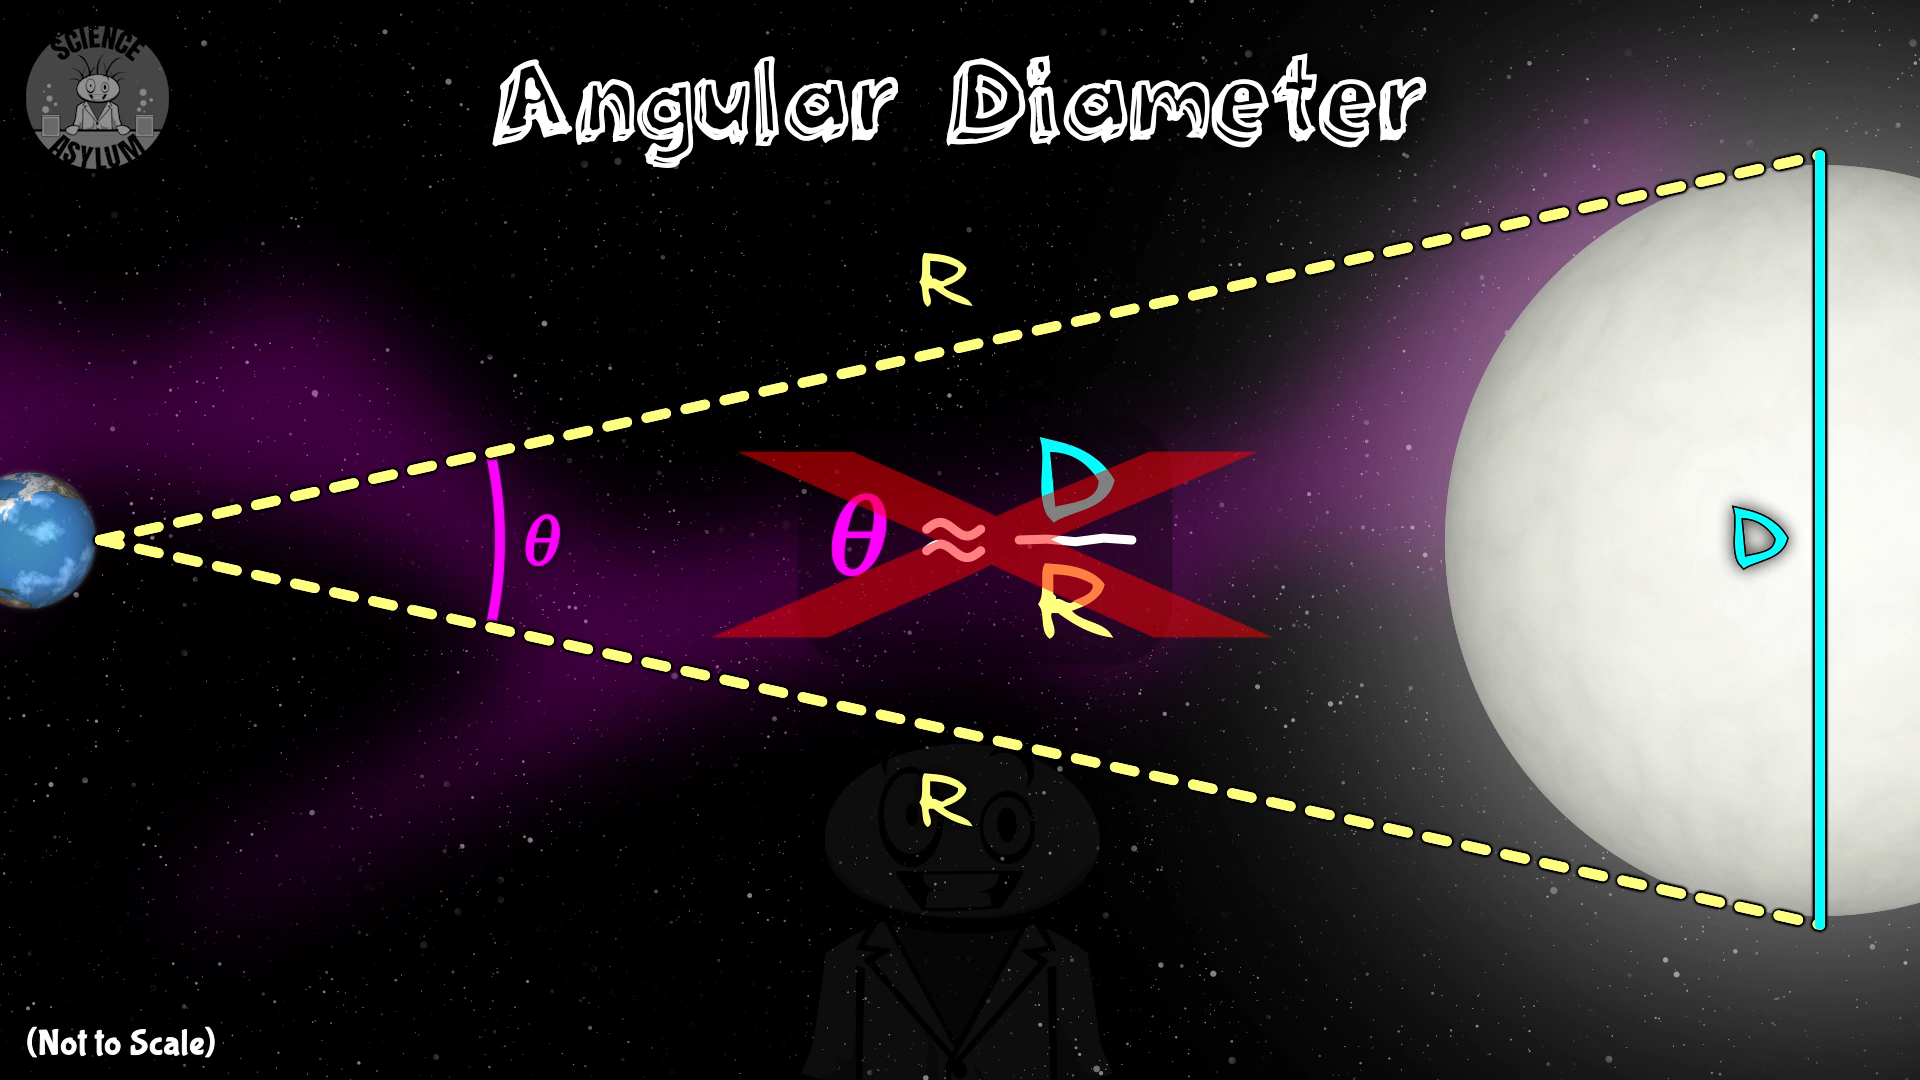 SCIENCE
ASYLUM
Angular Diameter
R
θ
θ ≈ D
R
D
R
(Not to Scale)